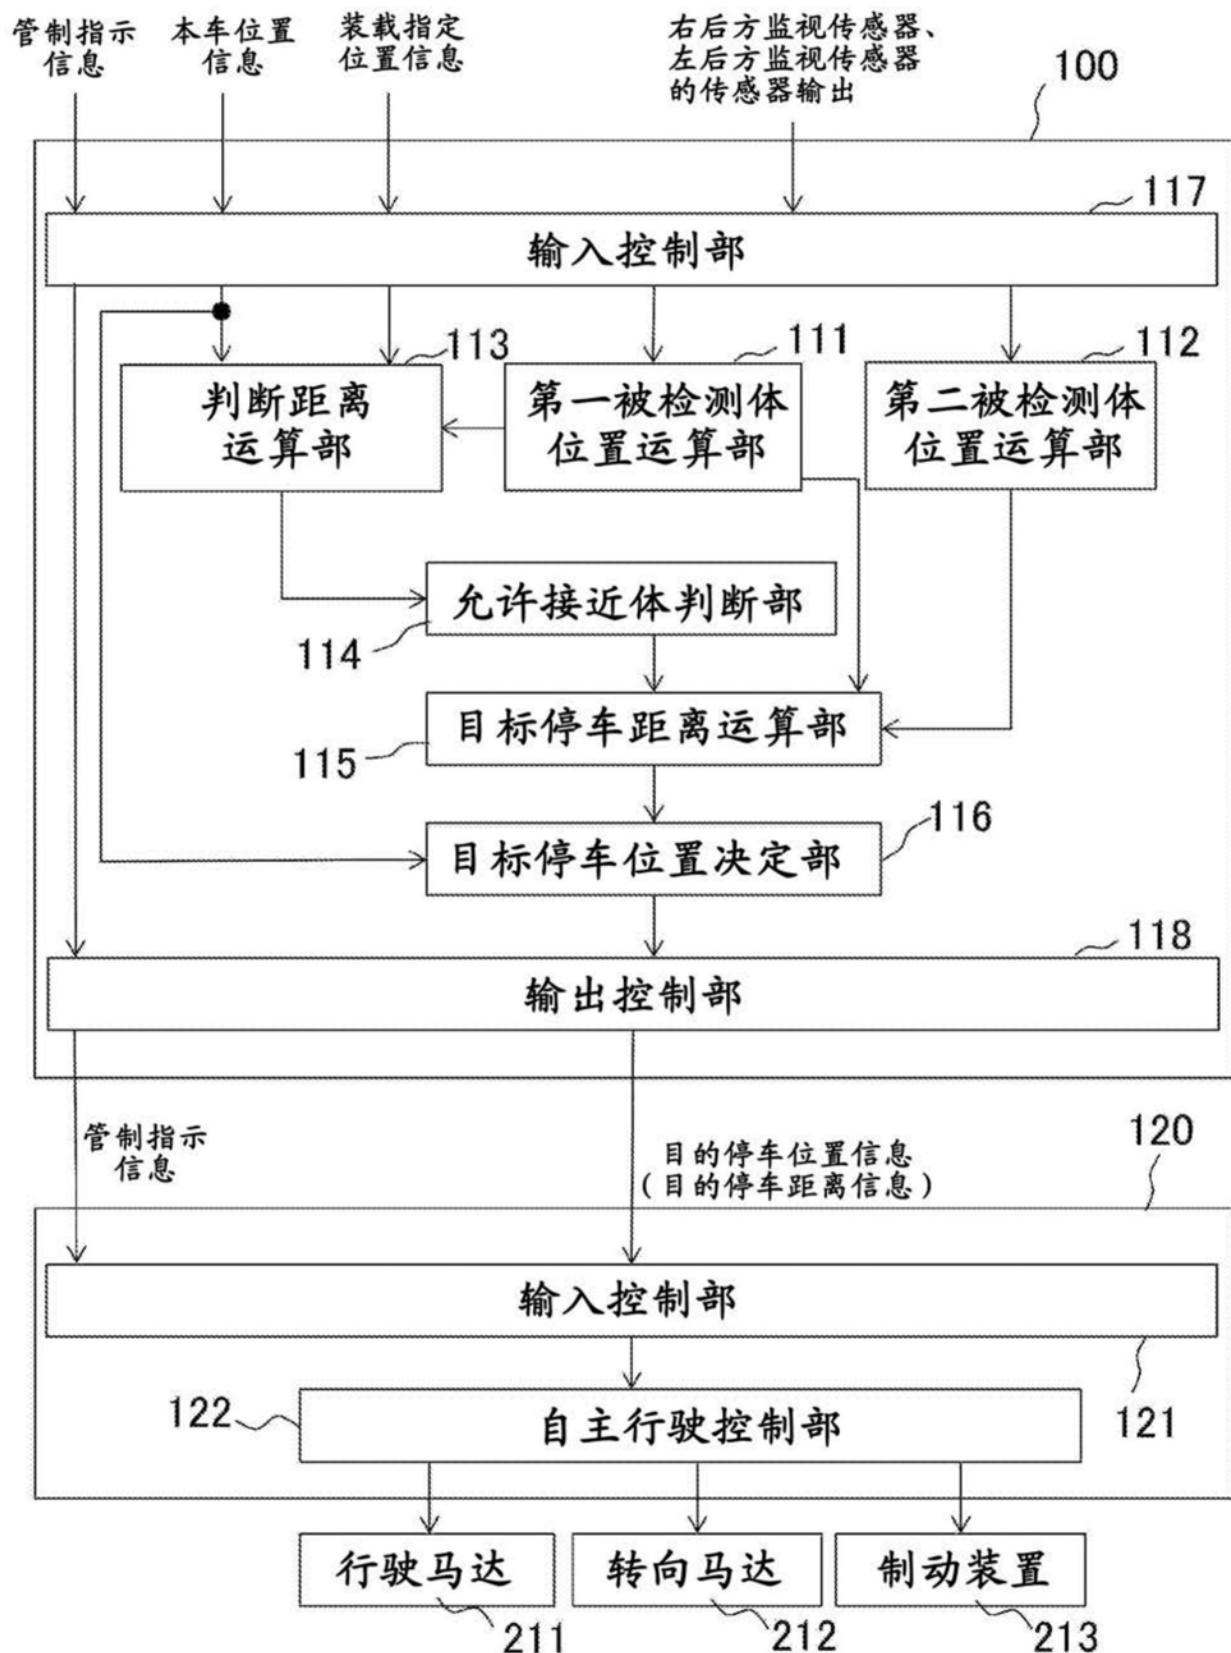 管制指示
信息
本车位置
信息
装载指定
位置信息
右后方监视传感器、
左后方监视传感器
的传感器输出
100
117
输入控制部
113
111
112
判断距离
运算部
第一被检测体
位置运算部
第二被检测体
位置运算部
允许接近体判断部
114
目标停车距离运算部
115
116
目标停车位置决定部
118
输出控制部
管制指示
信息
目的停车位置信息
(目的停车距离信息)
120
输入控制部
121
122
自主行驶控制部
行驶马达
转向马达
制动装置
211
212
213